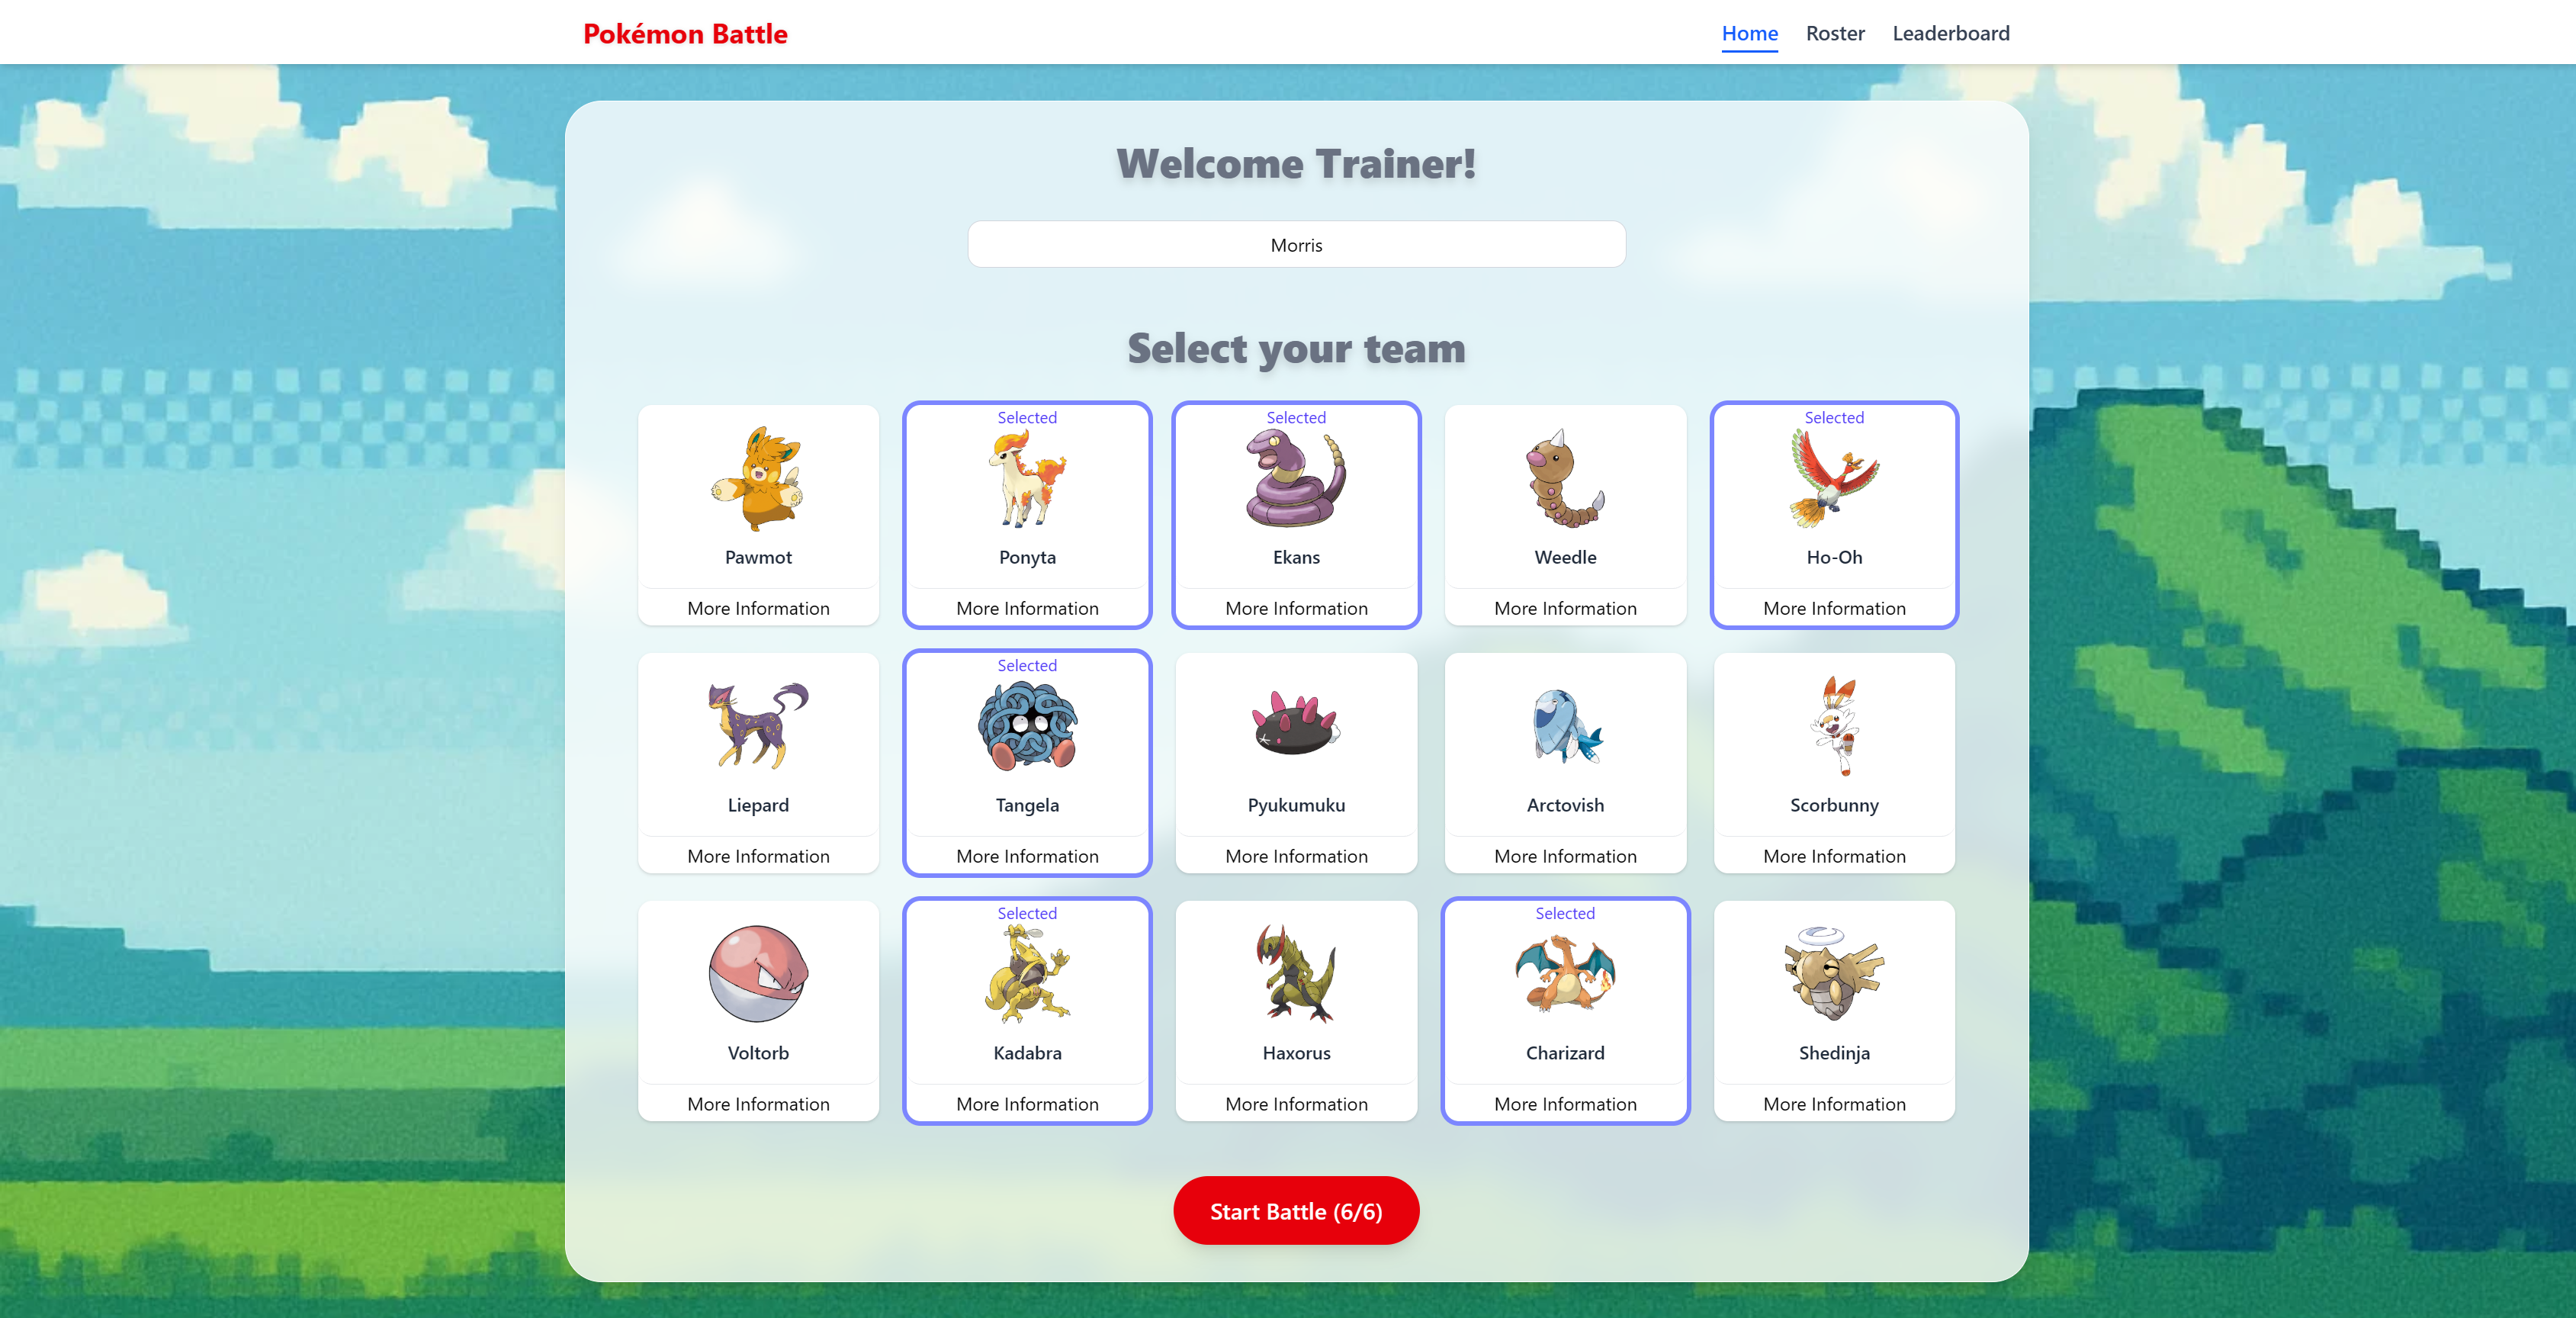 Pokémon Battle
Home Roster Leaderboard
Welcome Trainer!
Morris
Select your team
Selected Selected Selected
Pawmot Ponyta Ekans Weedle Ho-Oh
More Information More Information More Information More Information More Information
Selected
Liepard Tangela Pyukumuku Arctovish Scorbunny
More Information More Information More Information More Information More Information
Selected Selected
Voltorb Kadabra Haxorus Charizard Shedinja
More Information More Information More Information More Information More Information
Start Battle (6/6)